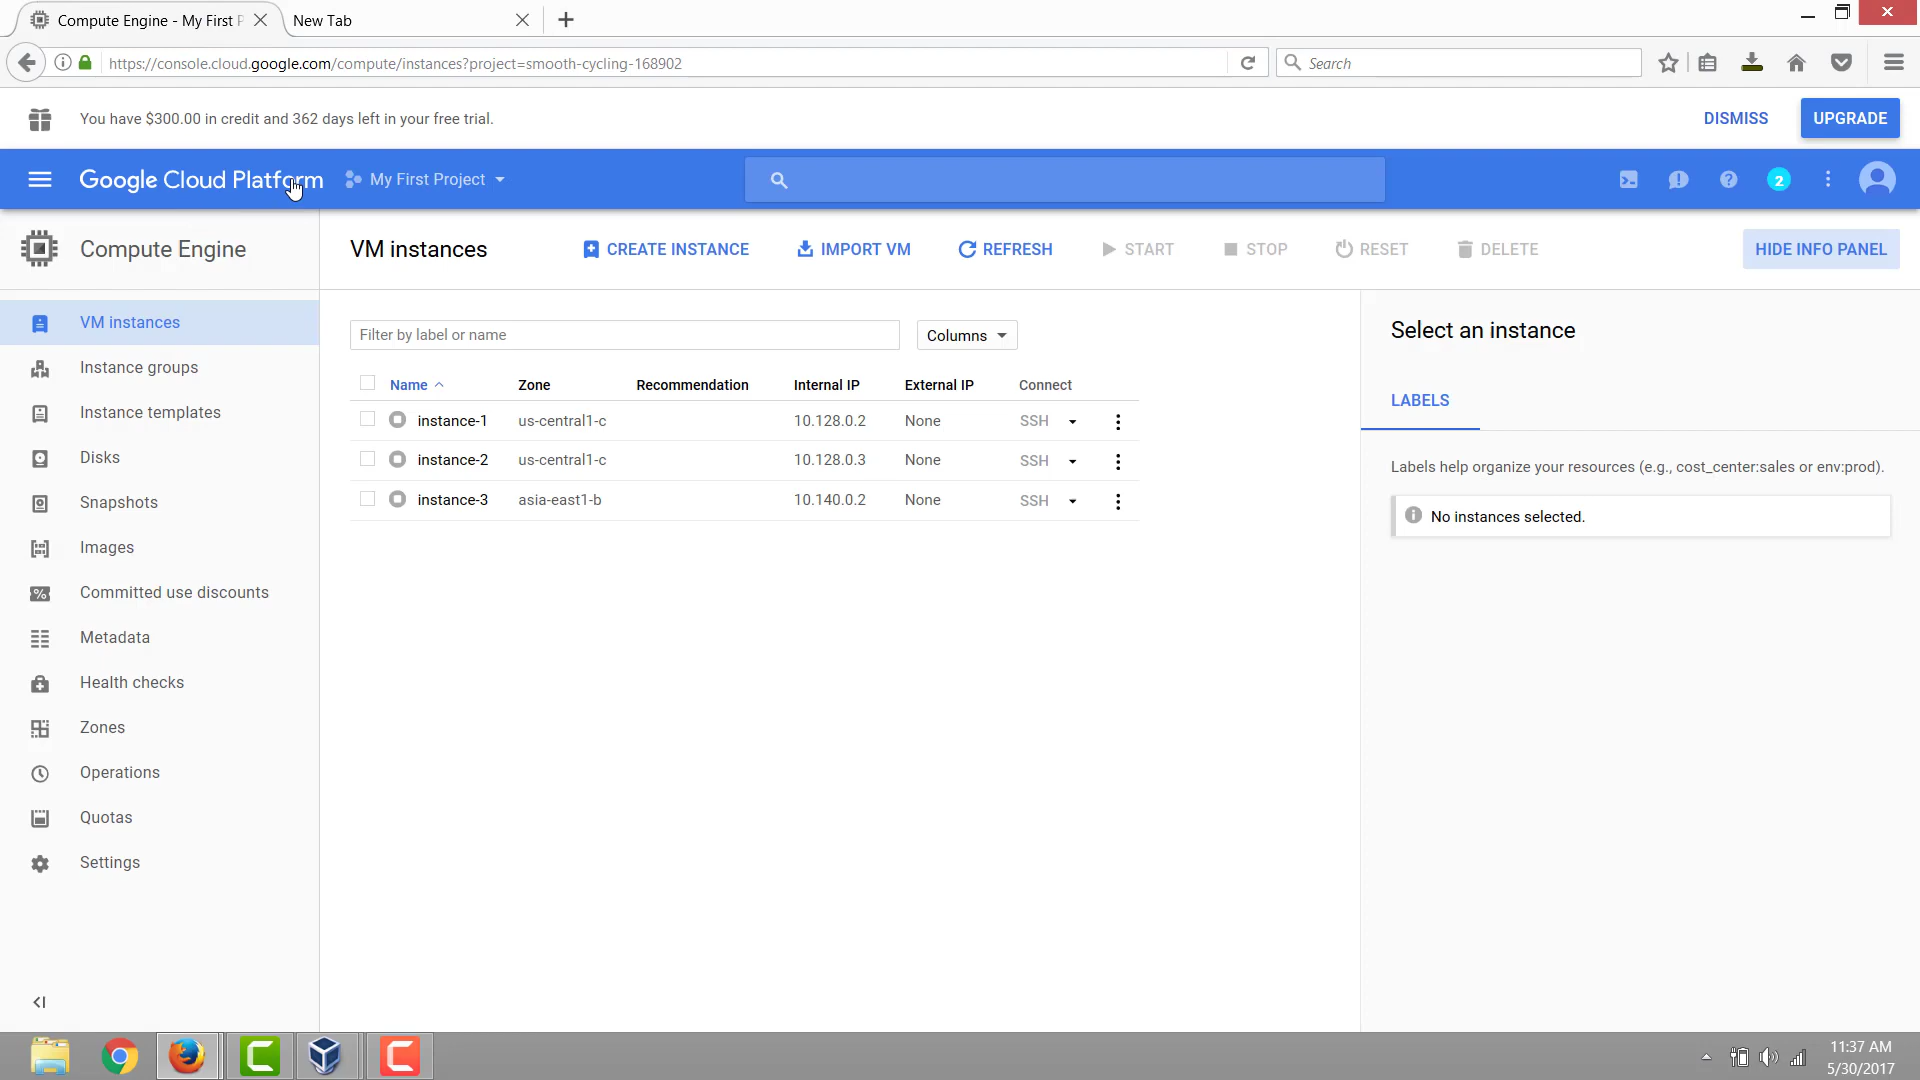 Compute Engine - My First P
New Tab
https://console.cloud.google.com/compute/instances?project=smooth-cycling-168902
Search
You have $300.00 in credit and 362 days left in your free trial.
DISMISS
UPGRADE
Google Cloud Platform
My First Project
2
Compute Engine
VM instances
CREATE INSTANCE
IMPORT VM
REFRESH
START
STOP
RESET
DELETE
HIDE INFO PANEL
VM instances
Instance groups
Instance templates
Disks
Snapshots
Images
Committed use discounts
Metadata
Health checks
Zones
Operations
Quotas
Settings
Filter by label or name
Columns
Name Zone Recommendation Internal IP External IP Connect
instance-1 us-central1-c 10.128.0.2 None SSH
instance-2 us-central1-c 10.128.0.3 None SSH
instance-3 asia-east1-b 10.140.0.2 None SSH
Select an instance
LABELS
Labels help organize your resources (e.g., cost_center:sales or env:prod).
No instances selected.
11:37 AM
5/30/2017